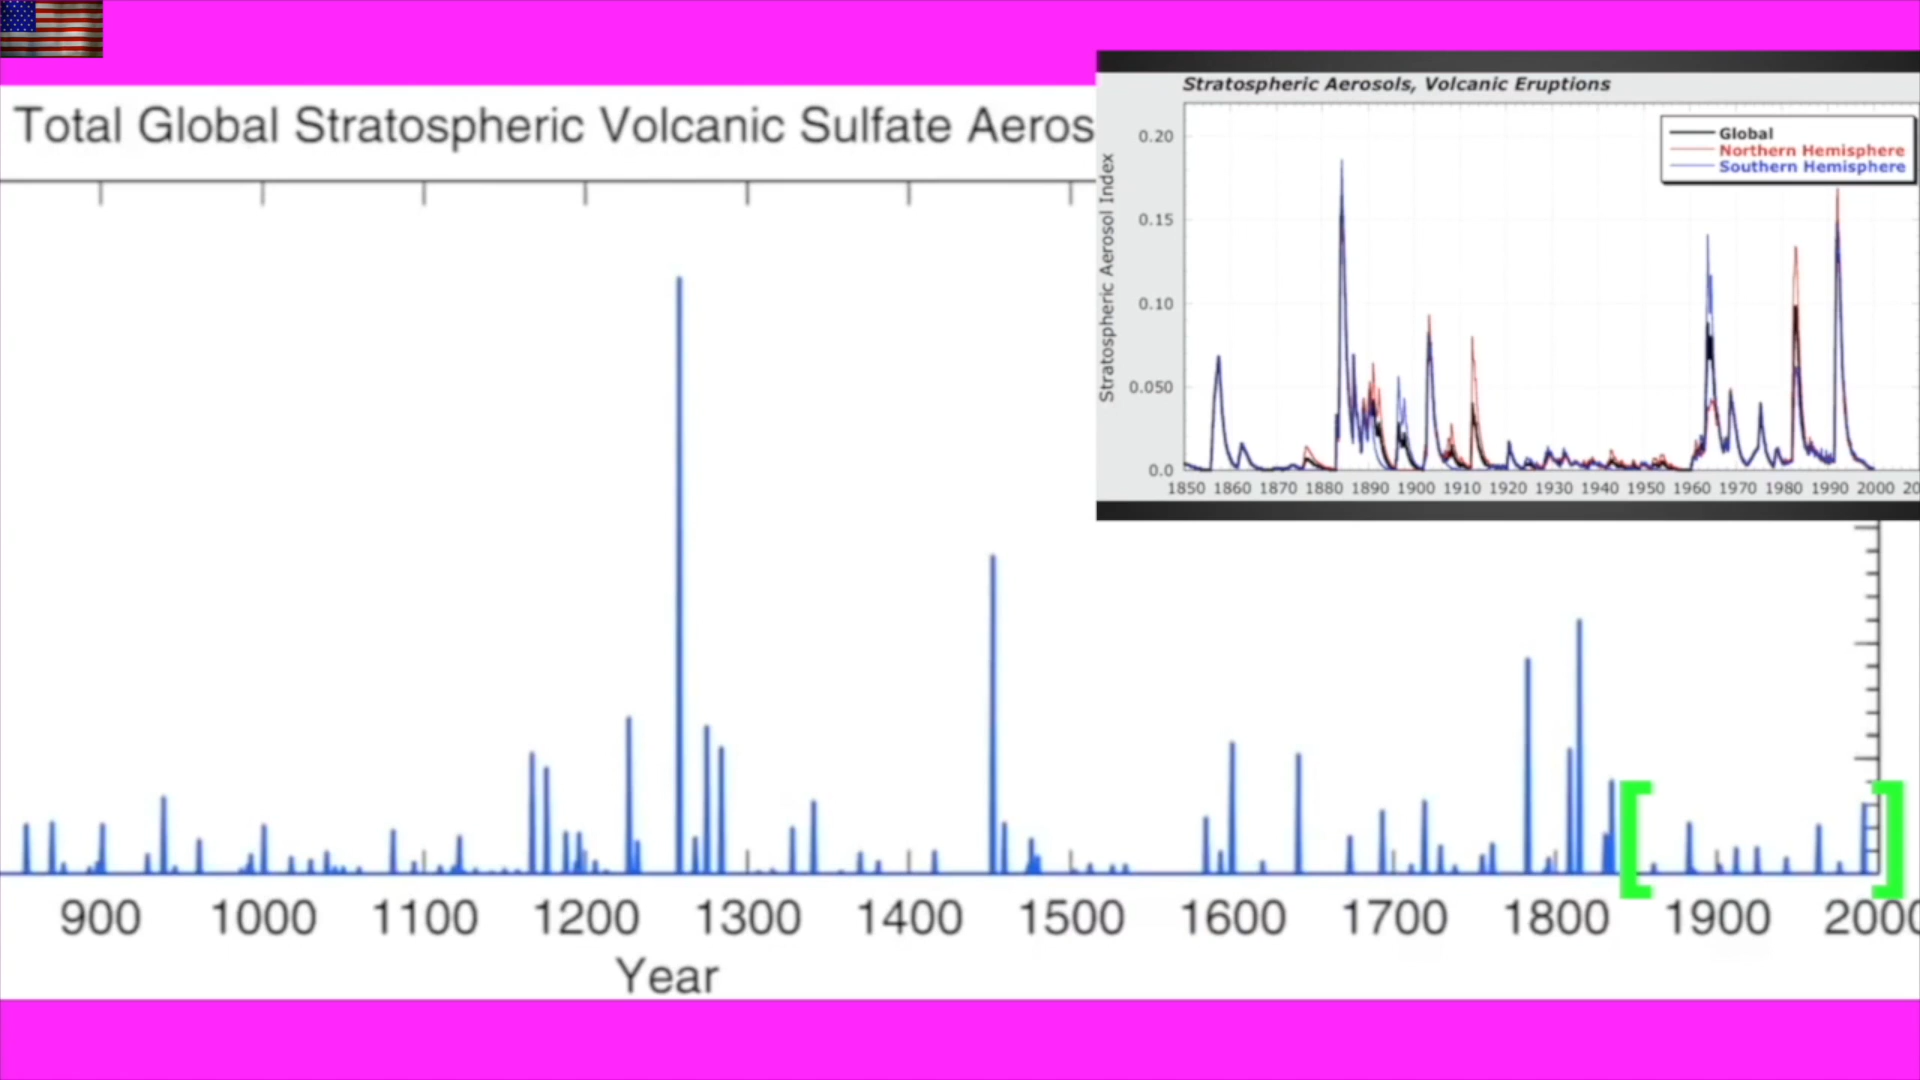 Total Global Stratospheric Volcanic Sulfate Aeros
Stratospheric Aerosols, Volcanic Eruptions
Global
Northern Hemisphere
Southern Hemisphere
Stratospheric Aerosol Index
0.20
0.15
0.10
0.050
0.0
1850 1860 1870 1880 1890 1900 1910 1920 1930 1940 1950 1960 1970 1980 1990 2000 20
900 1000 1100 1200 1300 1400 1500 1600 1700 1800 1900 2000
Year